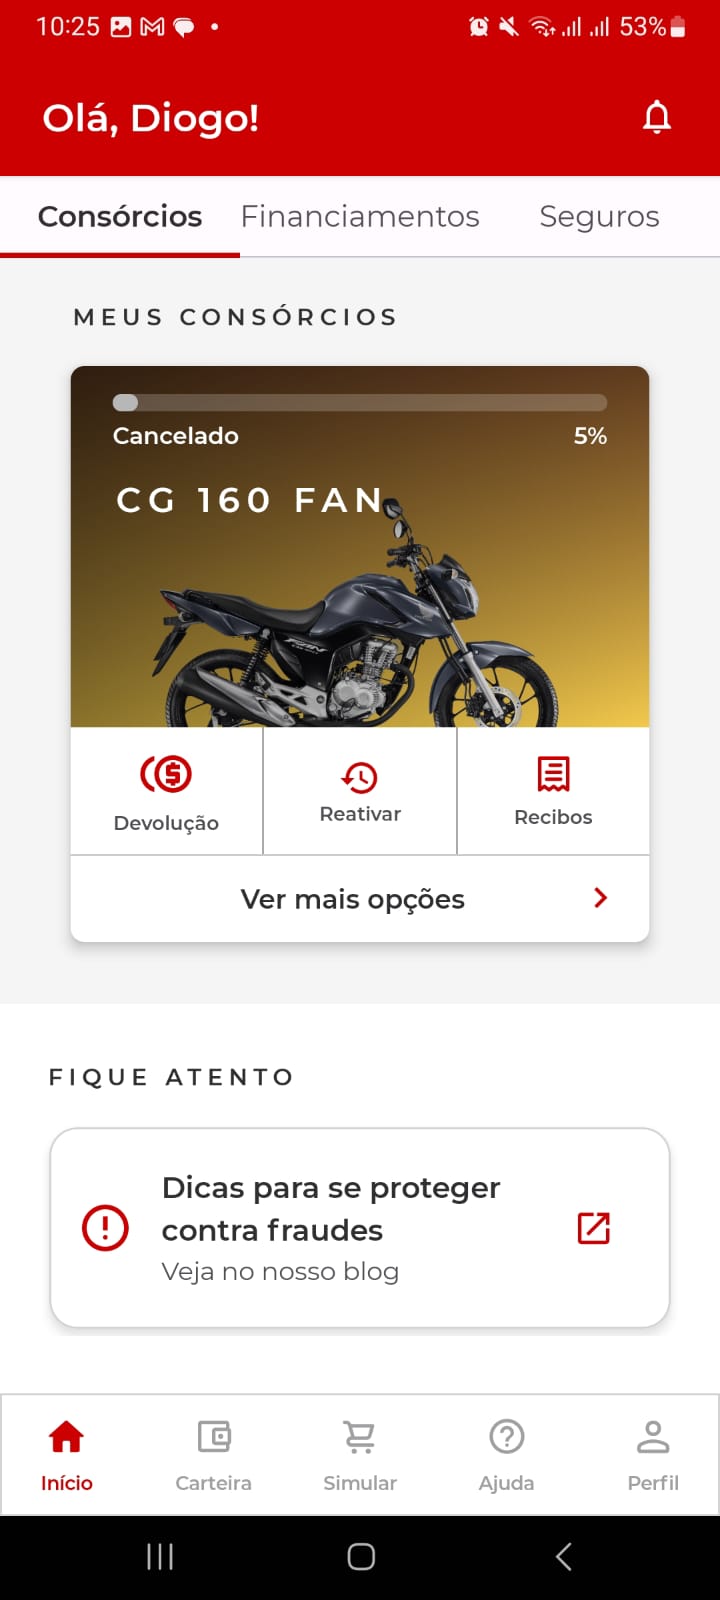 10:25
53%
Olá, Diogo!
Consórcios Financiamentos Seguros
MEUS CONSÓRCIOS
Cancelado 5%
CG 160 FAN
FAN
Devolução Reativar Recibos
Ver mais opções
FIQUE ATENTO
Dicas para se proteger
contra fraudes
Veja no nosso blog
Início Carteira Simular Ajuda Perfil